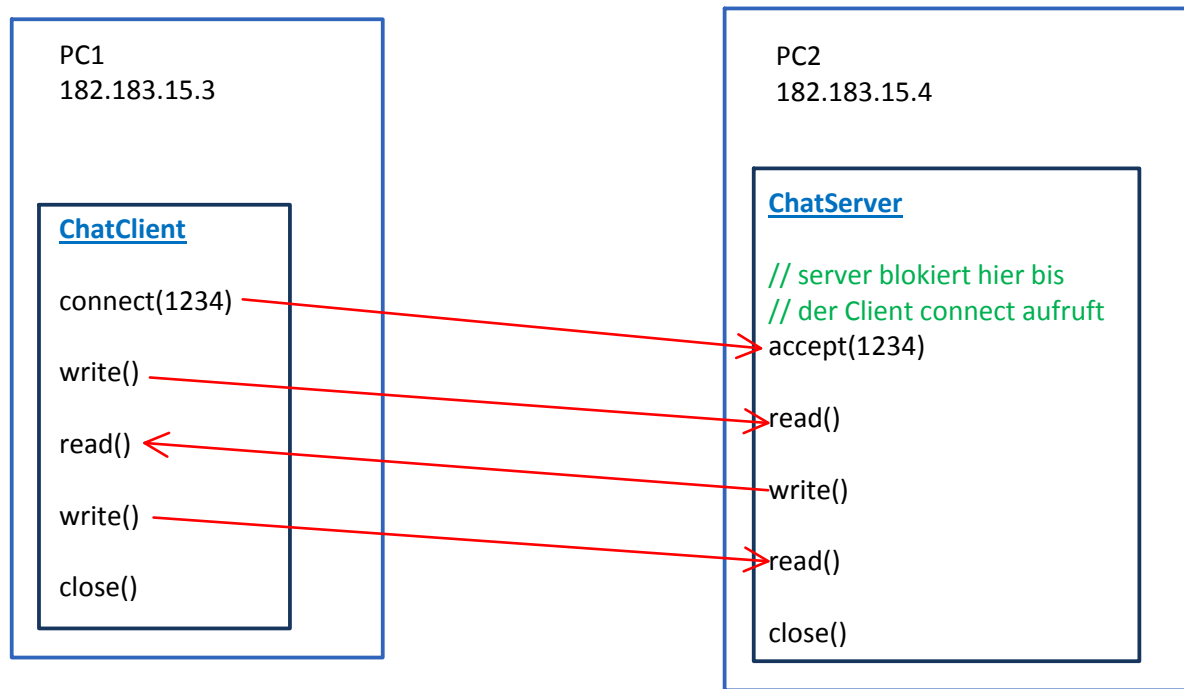 PC1
182.183.15.3
ChatClient
connect(1234)
write()
read()
write()
close()
PC2
182.183.15.4
ChatServer
// server blokiert hier bis
// der Client connect aufruft
accept(1234)
read()
write()
read()
close()